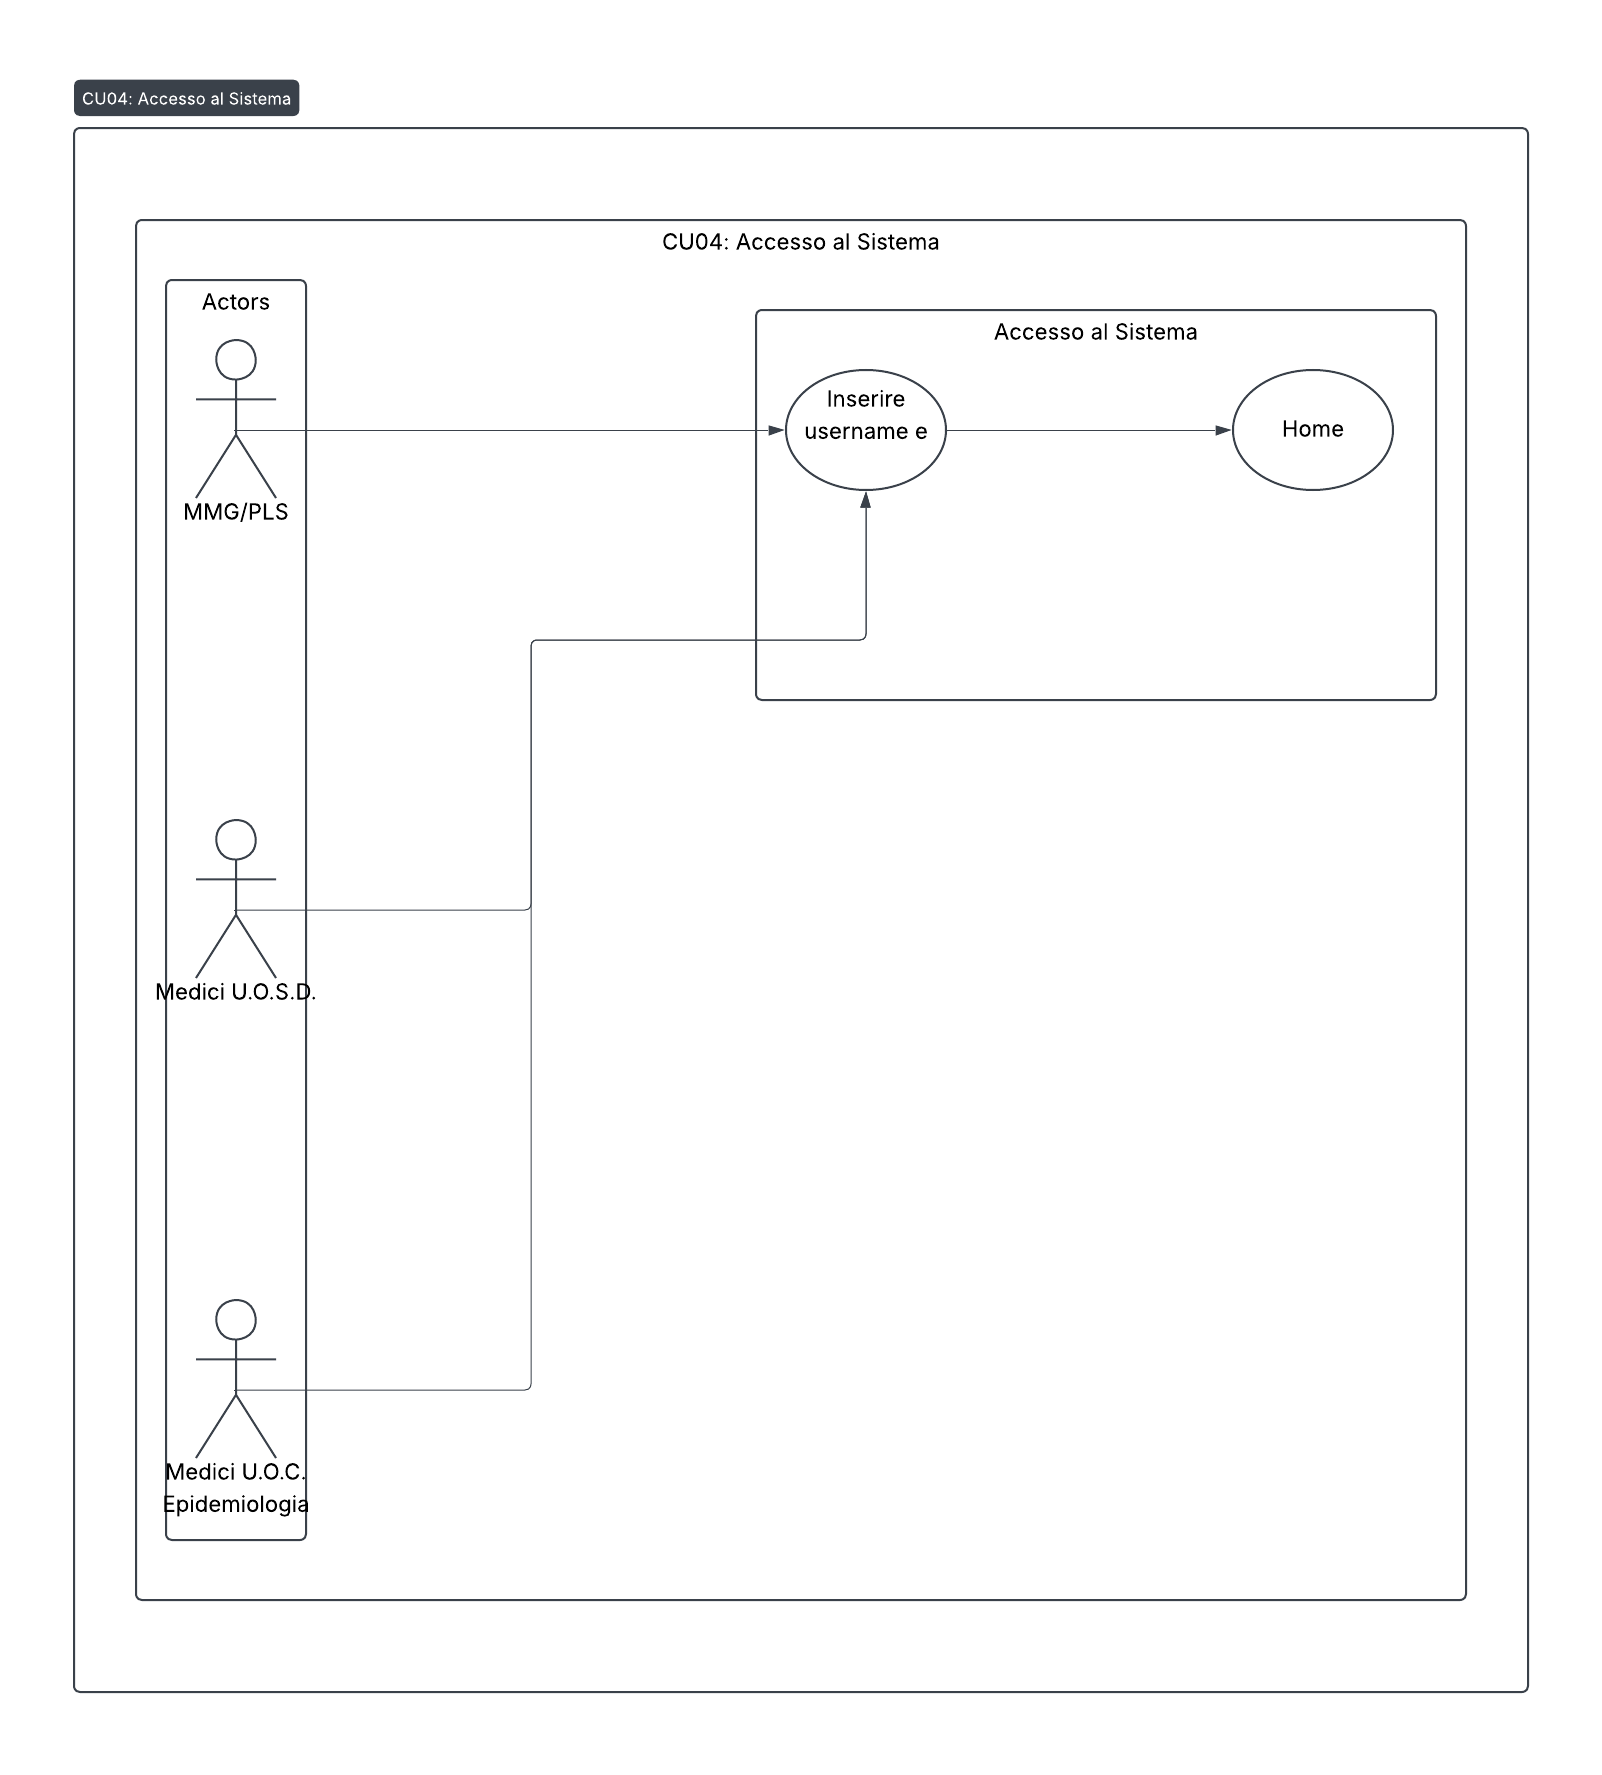 CU04: Accesso al Sistema
CU04: Accesso al Sistema
Actors
Accesso al Sistema
Inserire
username e
Home
MMG/PLS
Medici U.O.S.D.
Medici U.O.C.
Epidemiologia